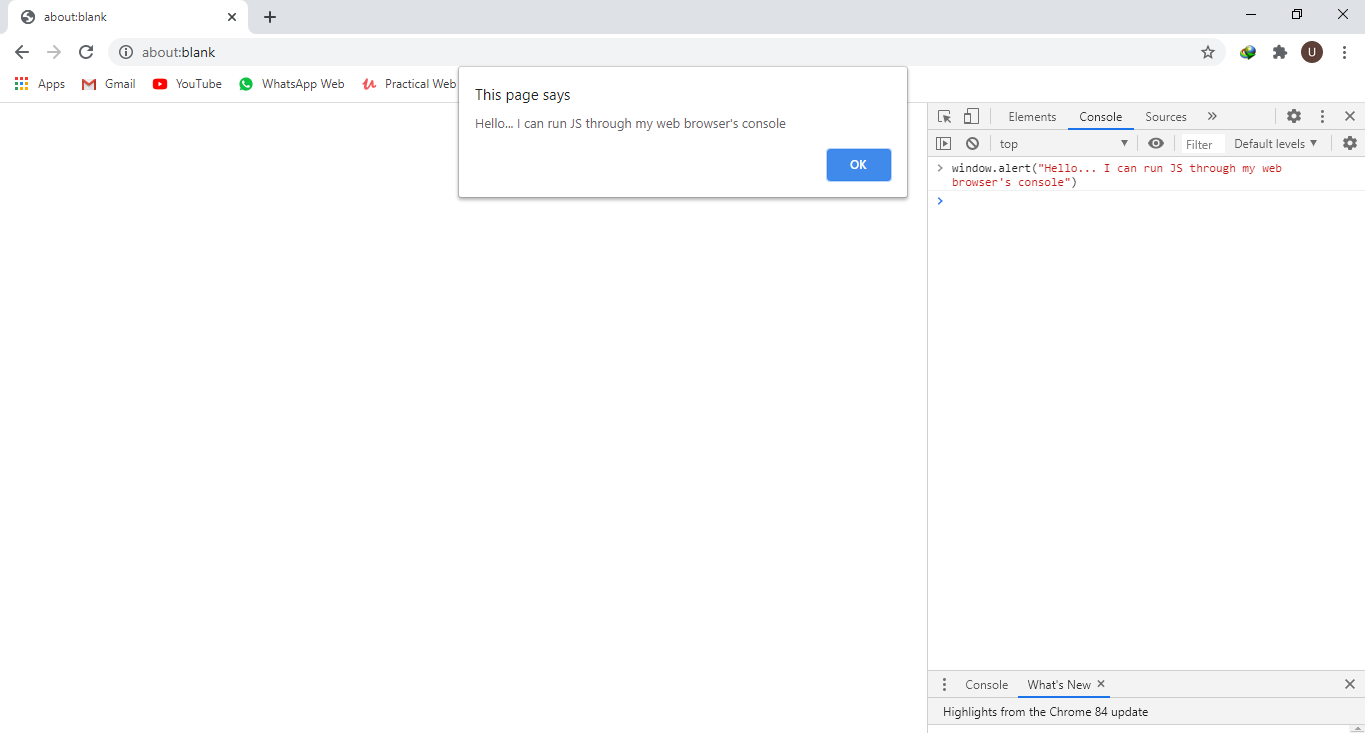 about:blank
about:blank
U
Apps Gmail YouTube WhatsApp Web Practical Web
This page says
Hello... I can run JS through my web browser's console
OK
Elements Console Sources »
top Filter Default levels
window.alert("Hello... I can run JS through my web
browser's console")
Console What's New
Highlights from the Chrome 84 update